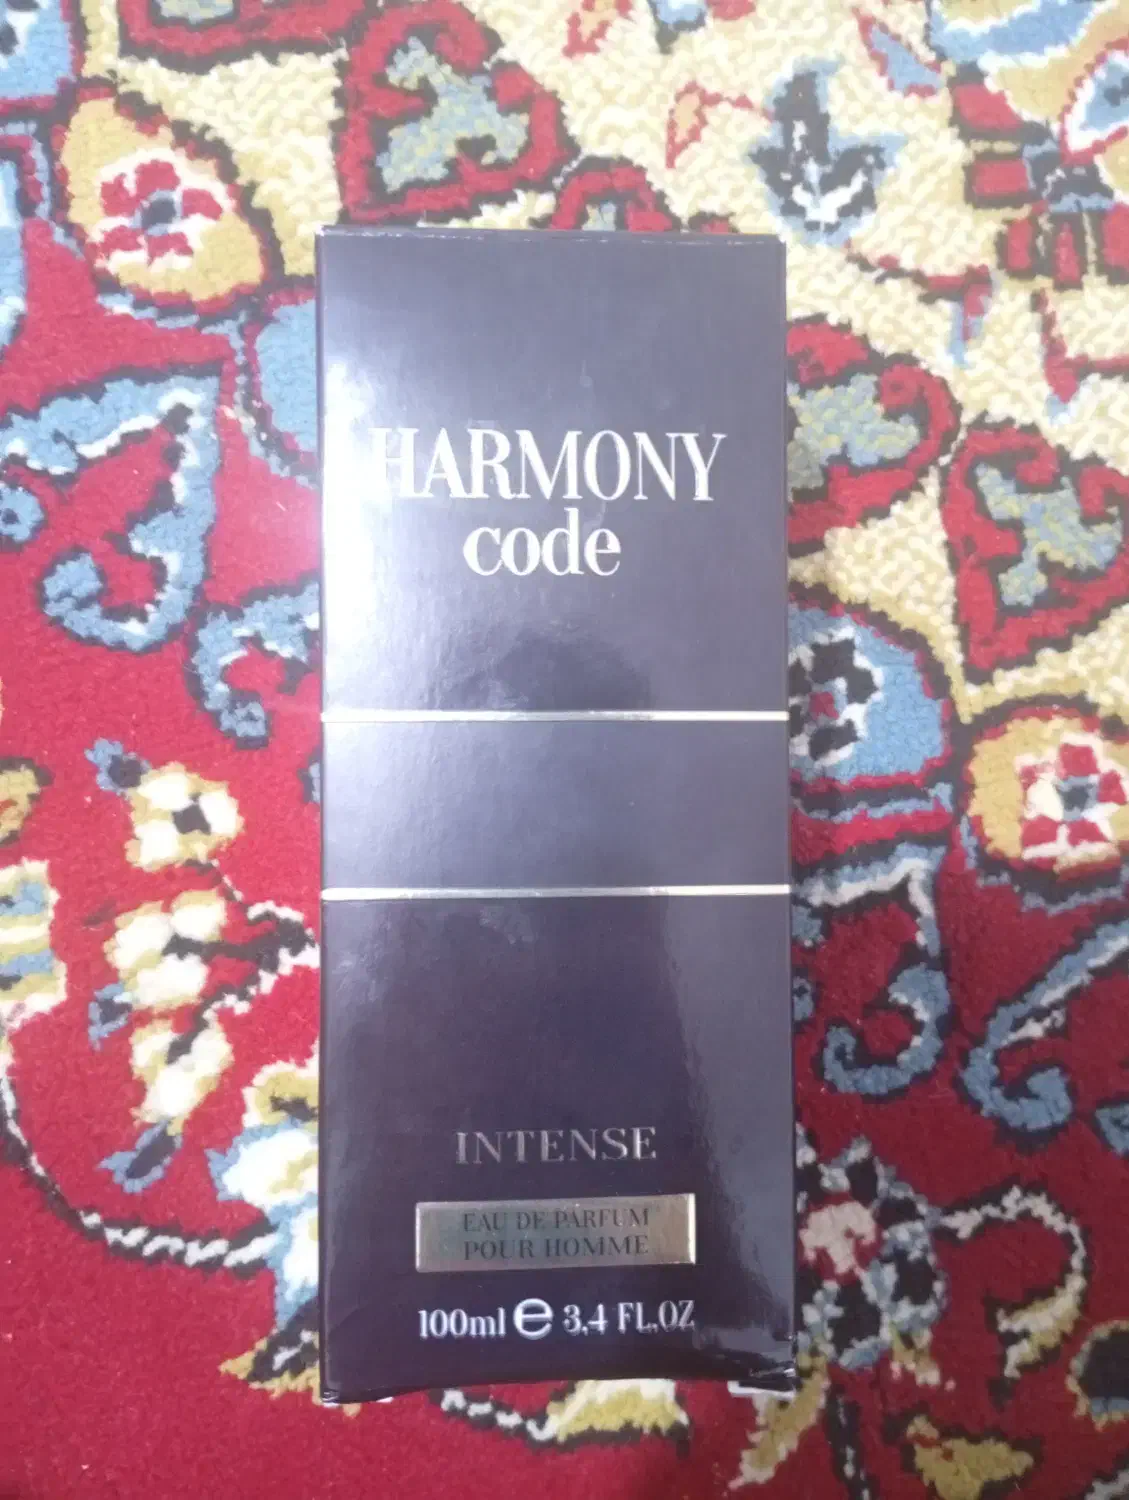 HARMONY
code
INTENSE
EAU DE PARFUM
POUR HOMME
100ml e 3.4 FL.OZ